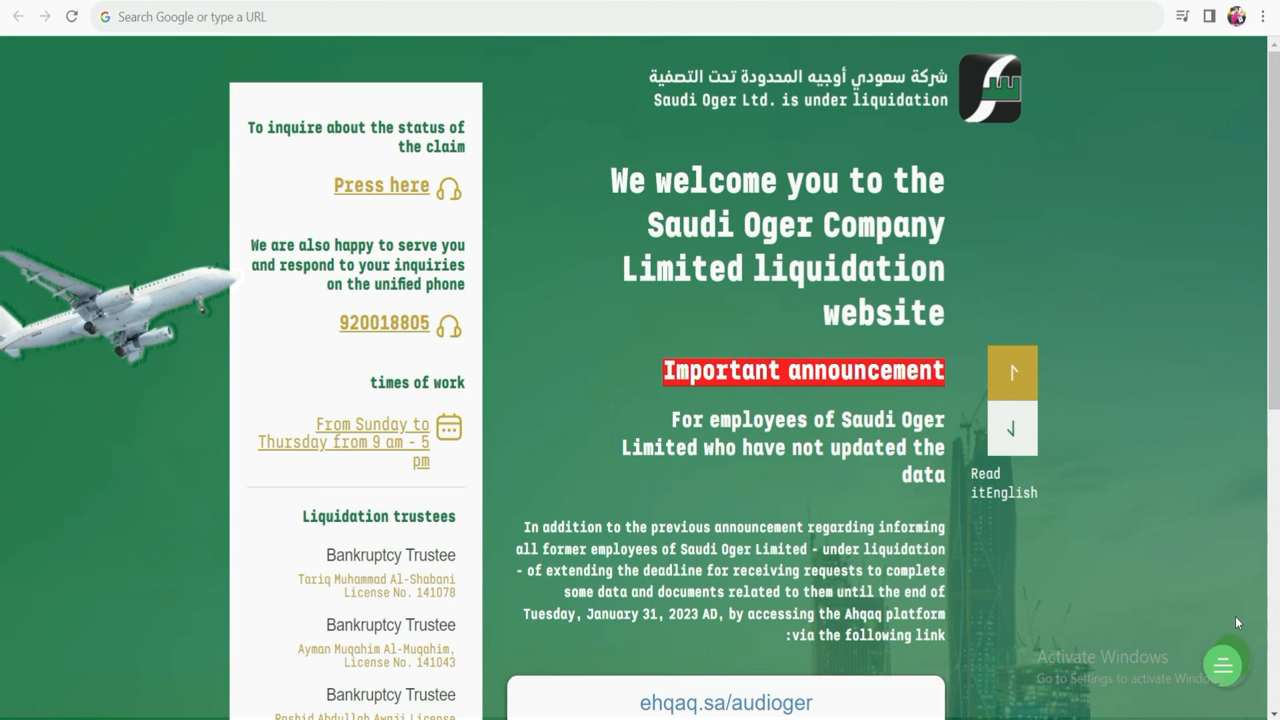 Search Google or type a URL
شركة سعودي أوجيه المحدودة تحت التصفية
Saudi Oger Ltd. is under liquidation
We welcome you to the
Saudi Oger Company
Limited liquidation
website
Important announcement
For employees of Saudi Oger
Limited who have not updated the
data
In addition to the previous announcement regarding informing
all former employees of Saudi Oger Limited - under liquidation
- of extending the deadline for receiving requests to complete
some data and documents related to them until the end of
Tuesday, January 31, 2023 AD, by accessing the Ahqaq platform
:via the following link
ehqaq.sa/audioger
To inquire about the status of
the claim
Press here
We are also happy to serve you
and respond to your inquiries
on the unified phone
920018805
times of work
From Sunday to
Thursday from 9 am - 5
pm
Liquidation trustees
Bankruptcy Trustee
Tariq Muhammad Al-Shabani
License No. 141078
Bankruptcy Trustee
Ayman Muqahim Al-Muqahim,
License No. 141043
Bankruptcy Trustee
Rashid Abdullah Awaji License
Read
itEnglish
Activate Windows
Go to Settings to activate Windows